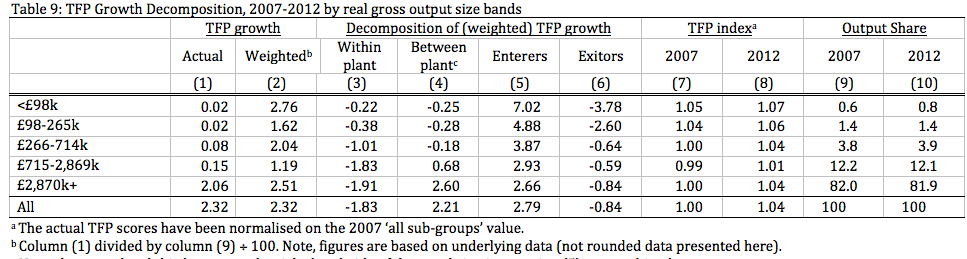 Table 9: TFP Growth Decomposition, 2007-2012 by real gross output size bands
TFP growth Decomposition of (weighted) TFP growth TFP indexᵃ Output Share
Actual Weightedᵇ Within plant Between plantᶜ Enterers Exitors 2007 2012 2007 2012
(1) (2) (3) (4) (5) (6) (7) (8) (9) (10)
<£98k 0.02 2.76 -0.22 -0.25 7.02 -3.78 1.05 1.07 0.6 0.8
£98-265k 0.02 1.62 -0.38 -0.28 4.88 -2.60 1.04 1.06 1.4 1.4
£266-714k 0.08 2.04 -1.01 -0.18 3.87 -0.64 1.00 1.04 3.8 3.9
£715-2,869k 0.15 1.19 -1.83 0.68 2.93 -0.59 0.99 1.01 12.2 12.1
£2,870k+ 2.06 2.51 -1.91 2.60 2.66 -0.84 1.00 1.04 82.0 81.9
All 2.32 2.32 -1.83 2.21 2.79 -0.84 1.00 1.04 100 100
ᵃ The actual TFP scores have been normalised on the 2007 ‘all sub-groups’ value.
ᵇ Column (1) divided by column (9) ÷ 100. Note, figures are based on underlying data (not rounded data presented here).